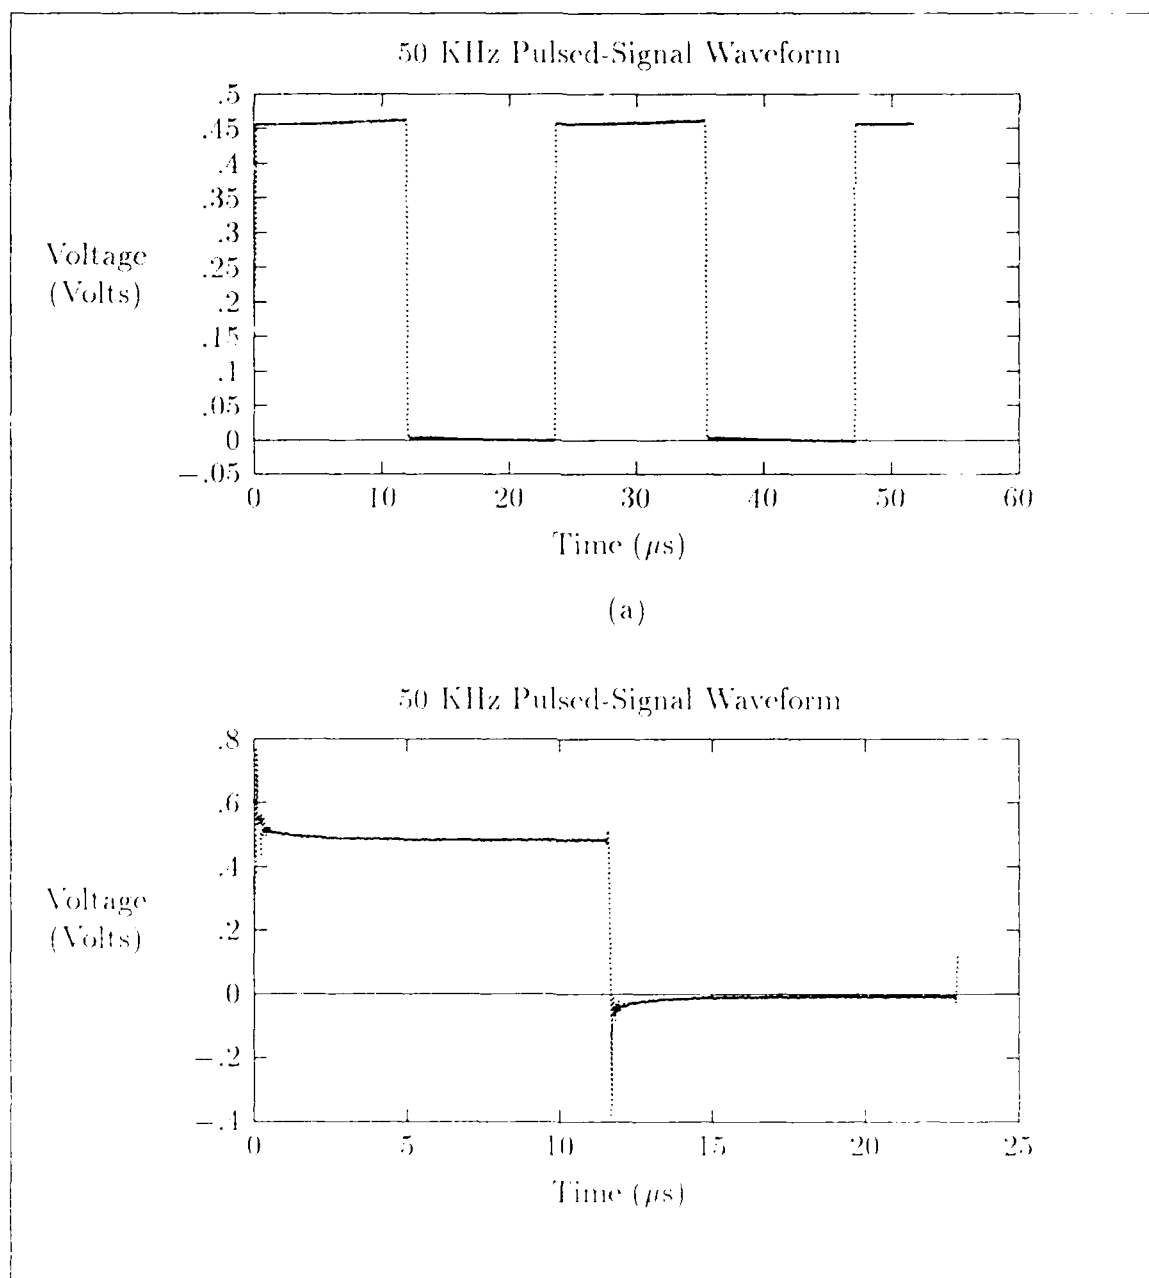 50 KHz Pulsed-Signal Waveform
.5
.45
.4
.35
.3
.25
.2
.15
.1
.05
0
−.05
Voltage
(Volts)
0 10 20 30 40 50 60
Time (μs)
(a)
50 KHz Pulsed-Signal Waveform
.8
.6
.4
.2
0
−.2
−.4
Voltage
(Volts)
0 5 10 15 20 25
Time (μs)